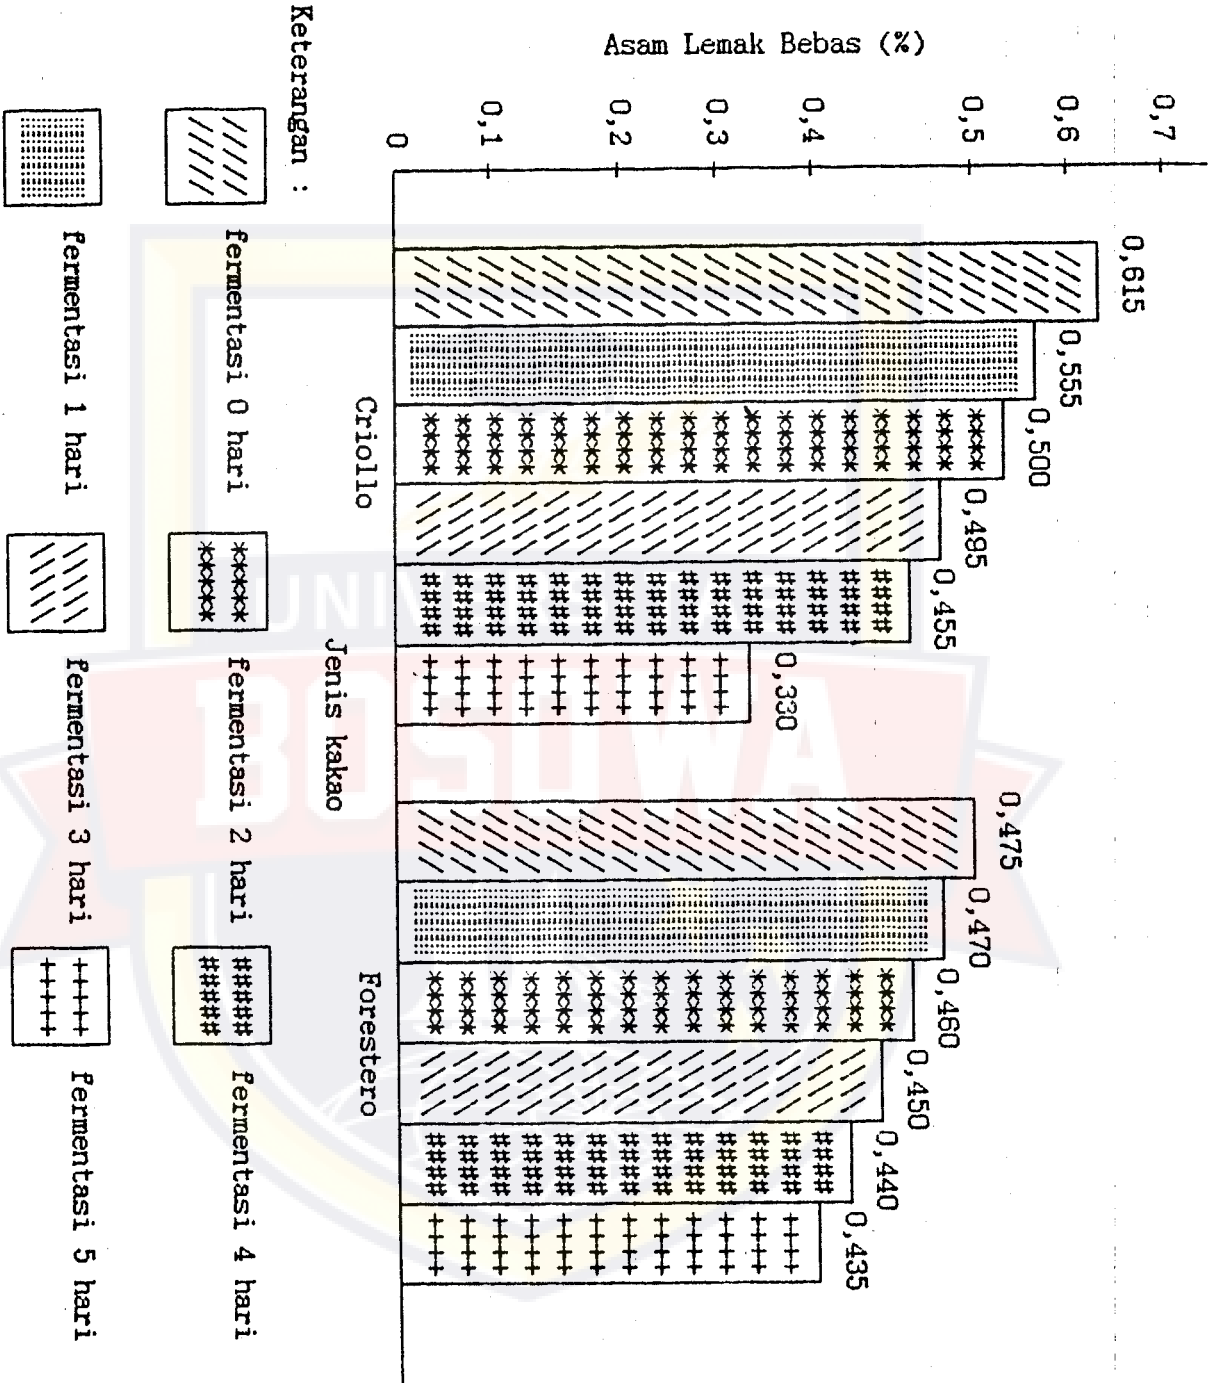 Asam Lemak Bebas (%)
0,7
0,6
0,5
0,4
0,3
0,2
0,1
0
0,615
0,555
0,500
0,485
0,455
0,330
0,475
0,470
0,460
0,450
0,440
0,435
Criollo
Forestero
Jenis kakao
Keterangan :
fermentasi 0 hari
fermentasi 2 hari
fermentasi 4 hari
fermentasi 1 hari
fermentasi 3 hari
fermentasi 5 hari
BOSOWA